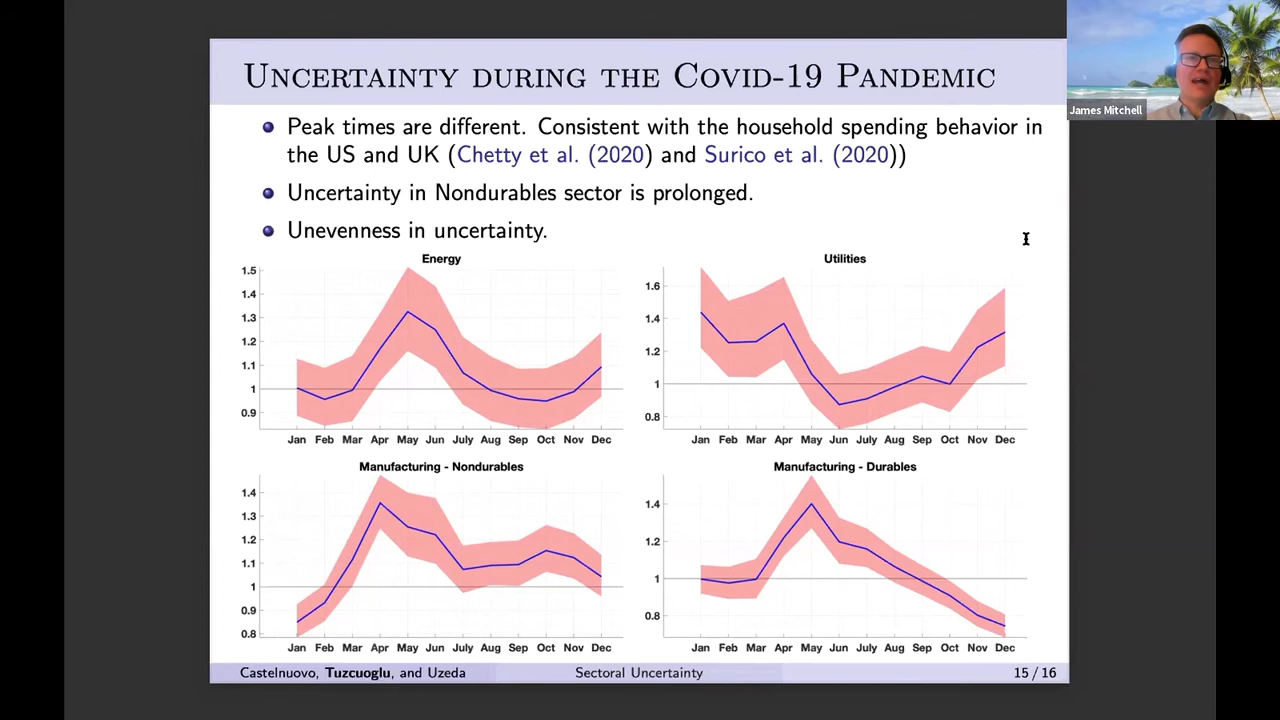 UNCERTAINTY DURING THE COVID-19 PANDEMIC
James Mitchell
Peak times are different. Consistent with the household spending behavior in
the US and UK (Chetty et al. (2020) and Surico et al. (2020))
Uncertainty in Nondurables sector is prolonged.
Unevenness in uncertainty.
Energy
1.5
1.4
1.3
1.2
1.1
1
0.9
Jan Feb Mar Apr May Jun July Aug Sep Oct Nov Dec
Utilities
1.6
1.4
1.2
1
0.8
Jan Feb Mar Apr May Jun July Aug Sep Oct Nov Dec
Manufacturing - Nondurables
1.4
1.3
1.2
1.1
1
0.9
0.8
Jan Feb Mar Apr May Jun July Aug Sep Oct Nov Dec
Manufacturing - Durables
1.4
1.2
1
0.8
Jan Feb Mar Apr May Jun July Aug Sep Oct Nov Dec
Castelnuovo, Tuzcuoglu, and Uzeda Sectoral Uncertainty 15 / 16